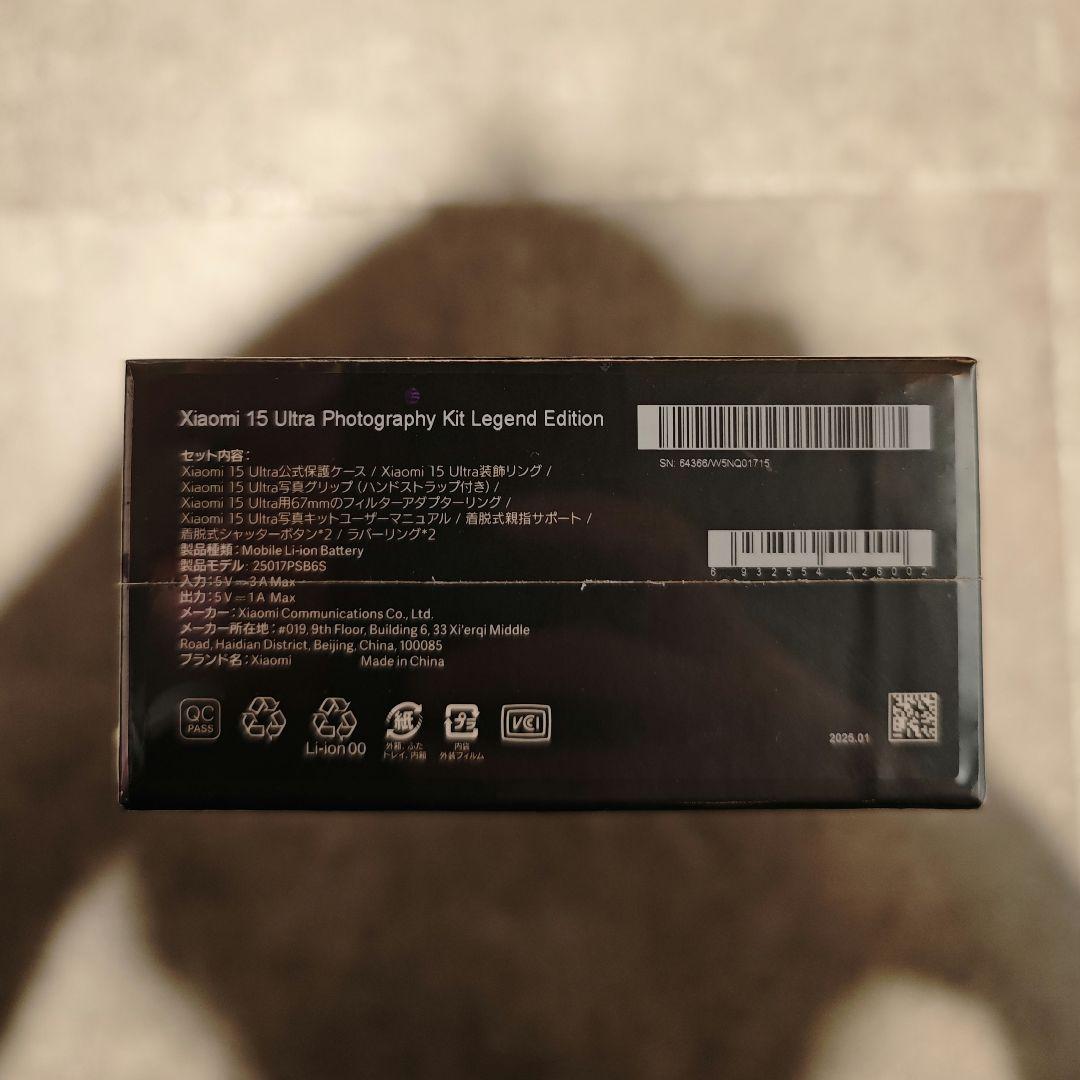 Xiaomi 15 Ultra Photography Kit Legend Edition
セット内容:
Xiaomi 15 Ultra公式保護ケース / Xiaomi 15 Ultra装飾リング /
Xiaomi 15 Ultra写真グリップ (ハンドストラップ付き) /
Xiaomi 15 Ultra用67mmのフィルターアダプターリング /
Xiaomi 15 Ultra写真キットユーザーマニュアル / 着脱式親指サポート /
着脱式シャッターボタン*2 / ラバーリング*2
製品種類: Mobile Li-ion Battery
製品モデル: 25017PSB6S
入力: 5V⎓3A Max
出力: 5V⎓1A Max
メーカー: Xiaomi Communications Co., Ltd.
メーカー所在地: #019, 9th Floor, Building 6, 33 Xi'erqi Middle
Road, Haidian District, Beijing, China, 100085
ブランド名: Xiaomi Made in China
SN: 64366/W5NQ01715
6 932554 426002
QC
PASS
Li-ion 00
紙
外箱, ふた
トレイ, 内箱
プラ
内袋
外装フィルム
VCCI
2025.01